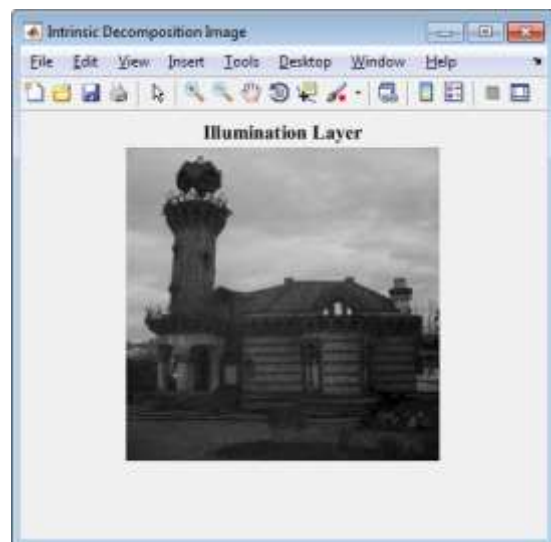 Intrinsic Decomposition Image
File Edit View Insert Tools Desktop Window Help
Illumination Layer